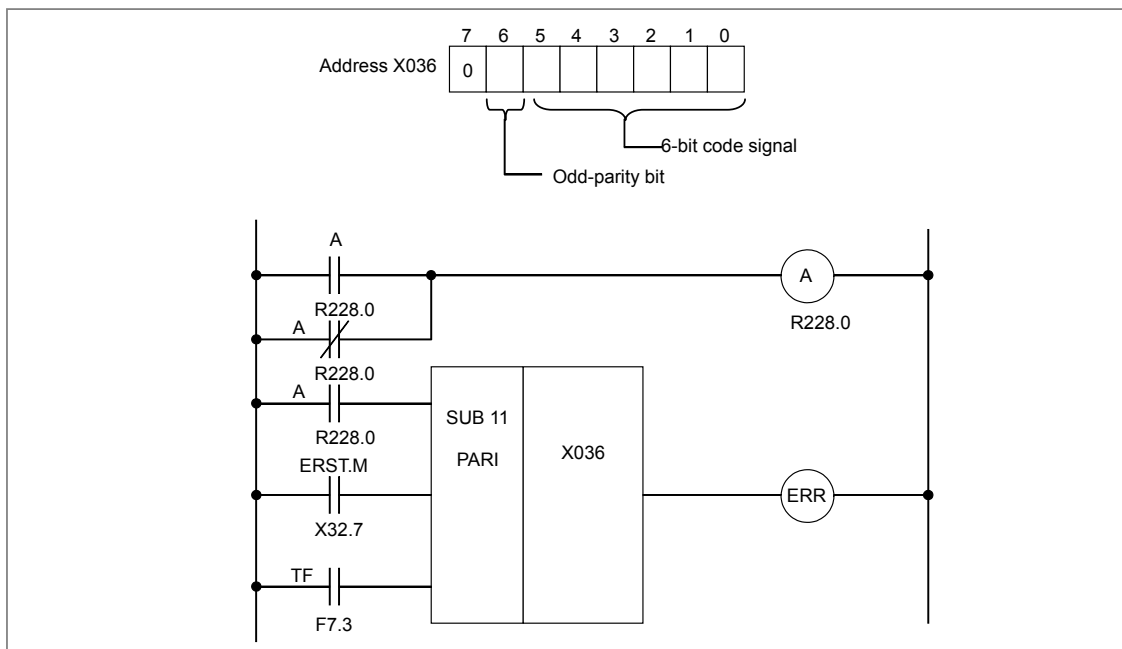 7 6 5 4 3 2 1 0
Address X036 0
6-bit code signal
Odd-parity bit
A
A
R228.0
R228.0
A
R228.0
A
SUB 11
R228.0
PARI
X036
ERST.M
ERR
X32.7
TF
F7.3